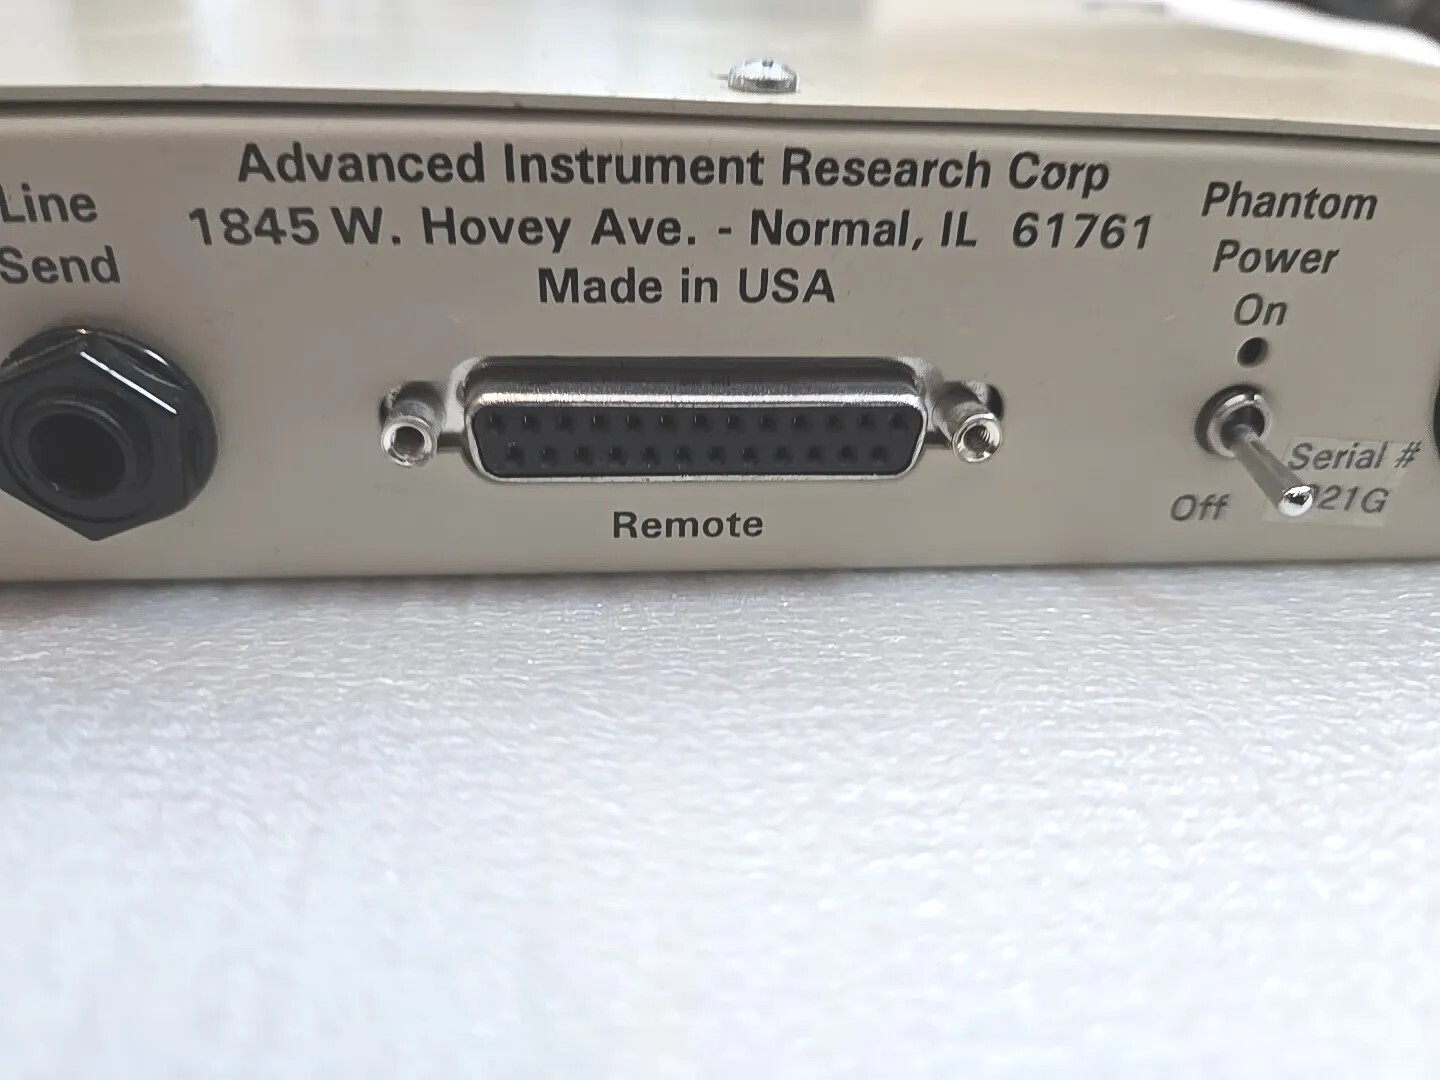 Line
Send
Advanced Instrument Research Corp
1845 W. Hovey Ave. - Normal, IL 61761
Made in USA
Remote
Phantom
Power
On
Off
Serial #